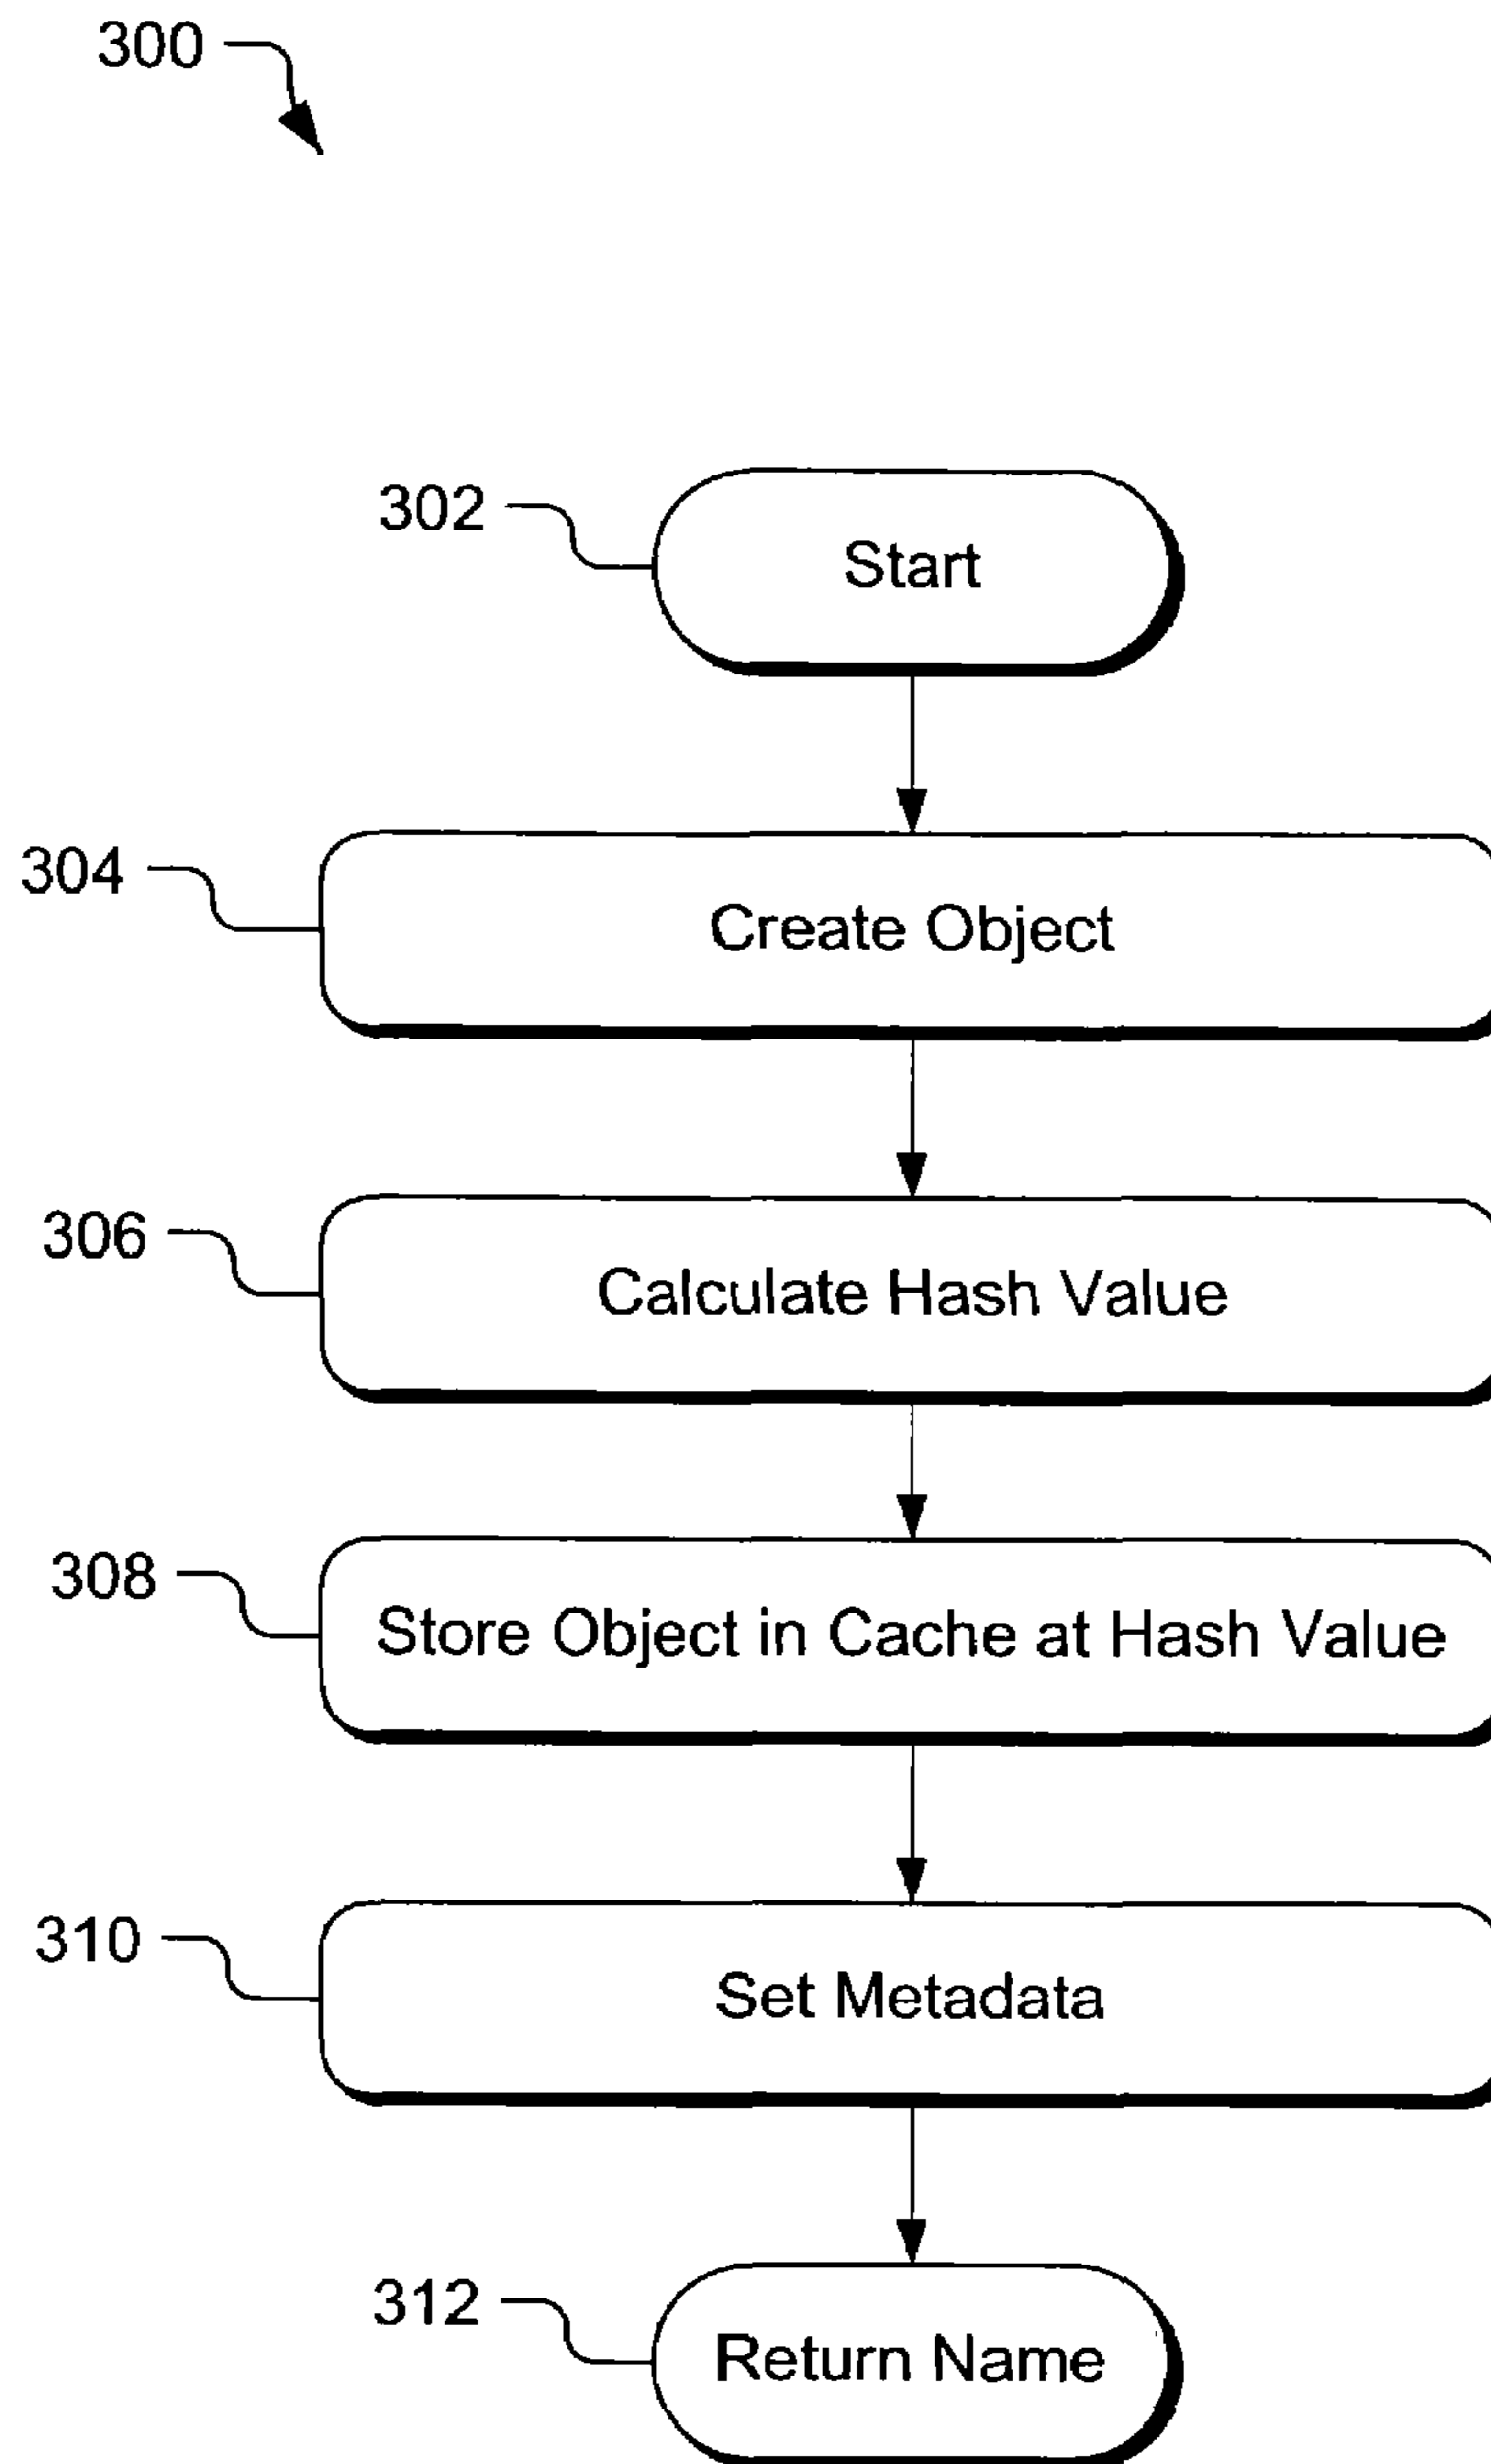 300
302
Start
304
Create Object
306
Calculate Hash Value
308
Store Object in Cache at Hash Value
310
Set Metadata
312
Return Name